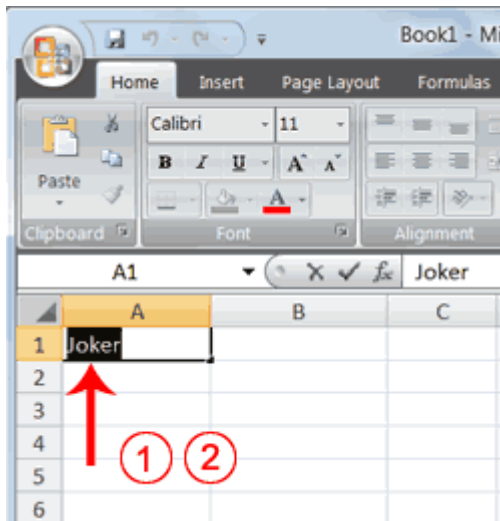 Book1 - Mi
Home Insert Page Layout Formulas
Calibri 11
B I U A A
Paste A
Clipboard Font Alignment
A1 fx Joker
A B C
1 Joker
2
3
4
① ②
5
6